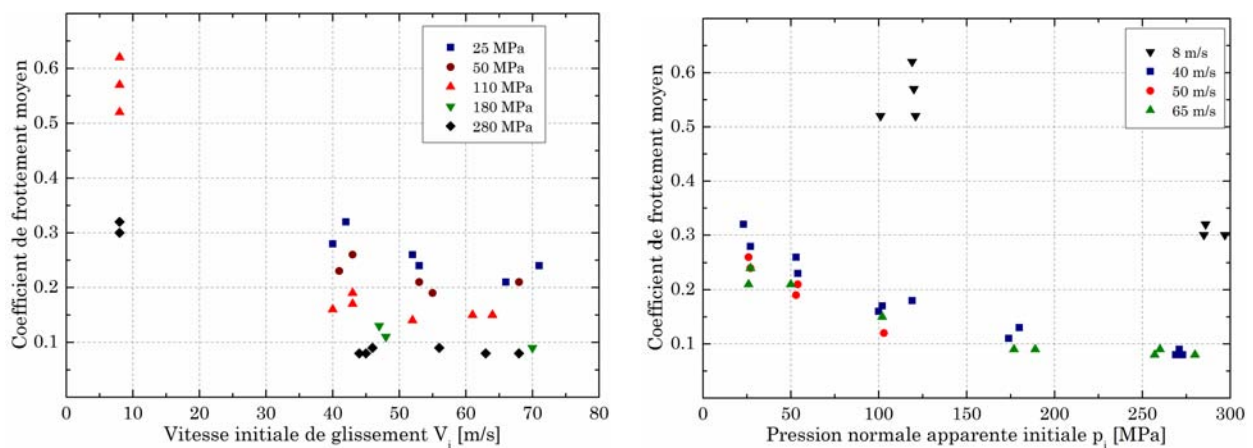 Coefficient de frottement moyen
0.6
0.5
0.4
0.3
0.2
0.1
25 MPa
50 MPa
110 MPa
180 MPa
280 MPa
0 10 20 30 40 50 60 70 80
Vitesse initiale de glissement V_i [m/s]
Coefficient de frottement moyen
0.6
0.5
0.4
0.3
0.2
0.1
8 m/s
40 m/s
50 m/s
65 m/s
0 50 100 150 200 250 300
Pression normale apparente initiale p_i [MPa]